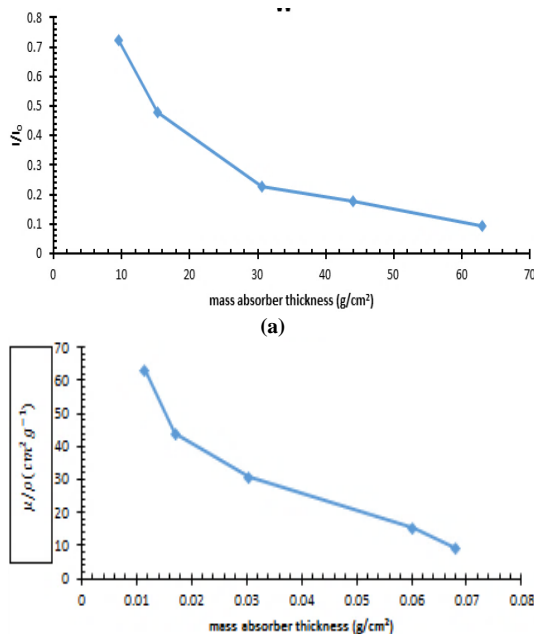 W
0.8
0.7
0.6
0.5
0.4
0.3
0.2
0.1
0
I/I₀
0 10 20 30 40 50 60 70
mass absorber thickness (g/cm²)
(a)
70
60
50
40
30
20
10
0
μ/ρ (cm² g⁻¹)
0 0.01 0.02 0.03 0.04 0.05 0.06 0.07 0.08
mass absorber thickness (g/cm²)